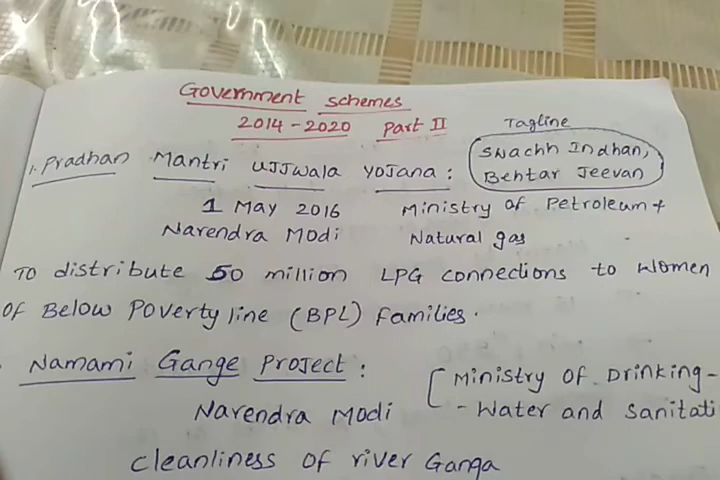 Government schemes
2014-2020 Part II
Tagline
1. Pradhan Mantri UJJwala YoJana :
Swachh Indhan,
Behtar Jeevan
1 May 2016 Ministry of Petroleum +
Narendra Modi Natural gas
To distribute 50 million LPG connections to women
of Below Poverty line (BPL) families.
Namami Gange ProJect : [Ministry of Drinking-
Narendra Modi - Water and Sanitati
cleanliness of river Ganga